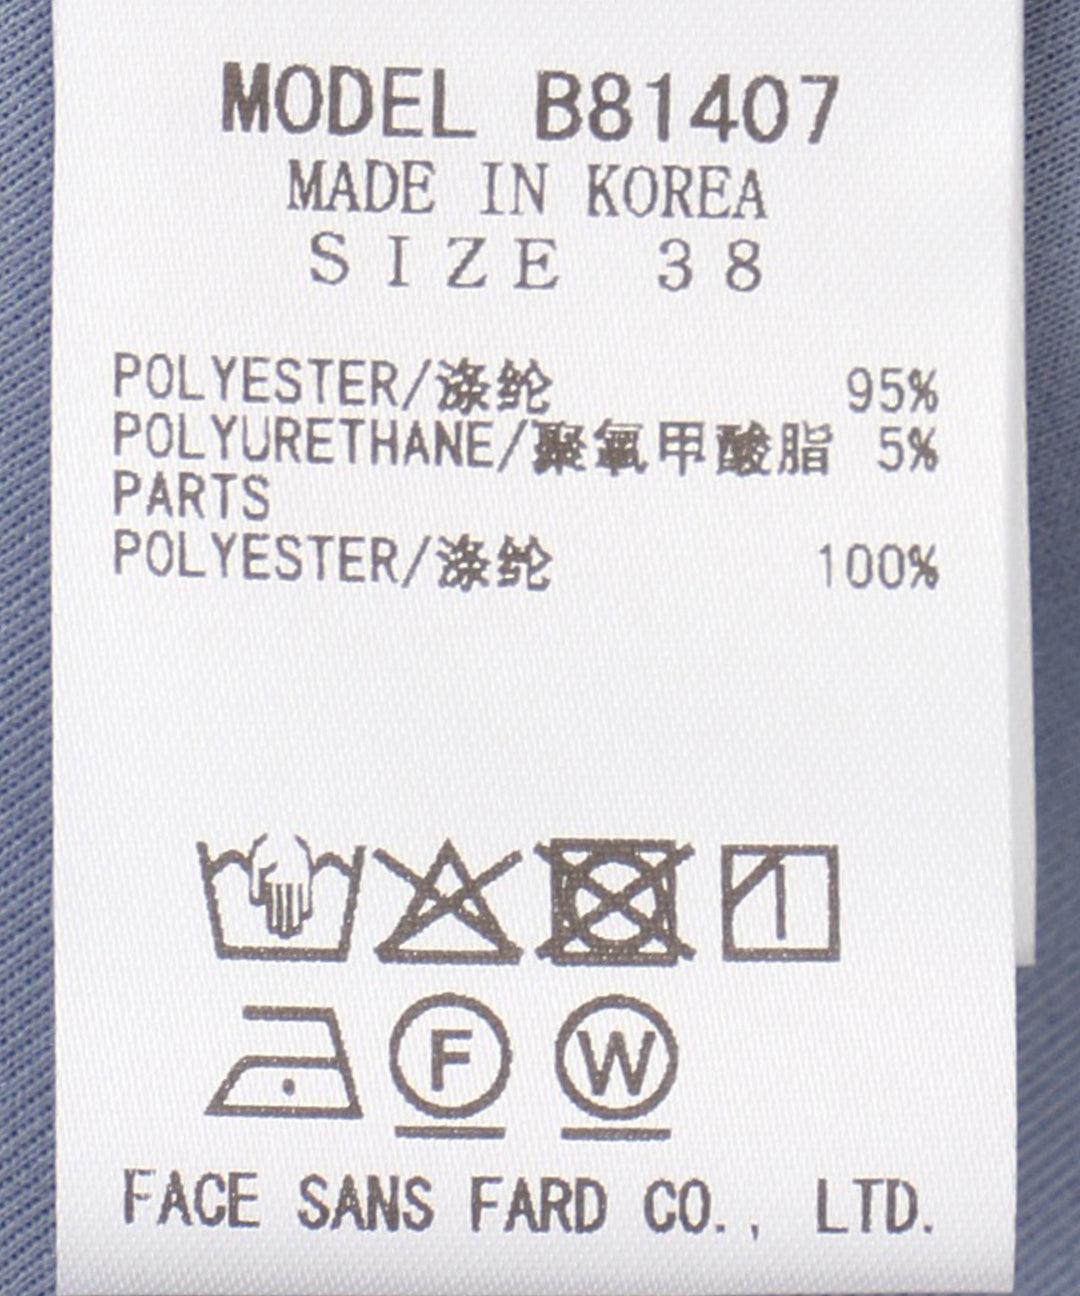 MODEL B81407
MADE IN KOREA
SIZE 38
POLYESTER/涤纶 95%
POLYURETHANE/聚氧甲酸脂 5%
PARTS
POLYESTER/涤纶 100%
F W
FACE SANS FARD CO., LTD.